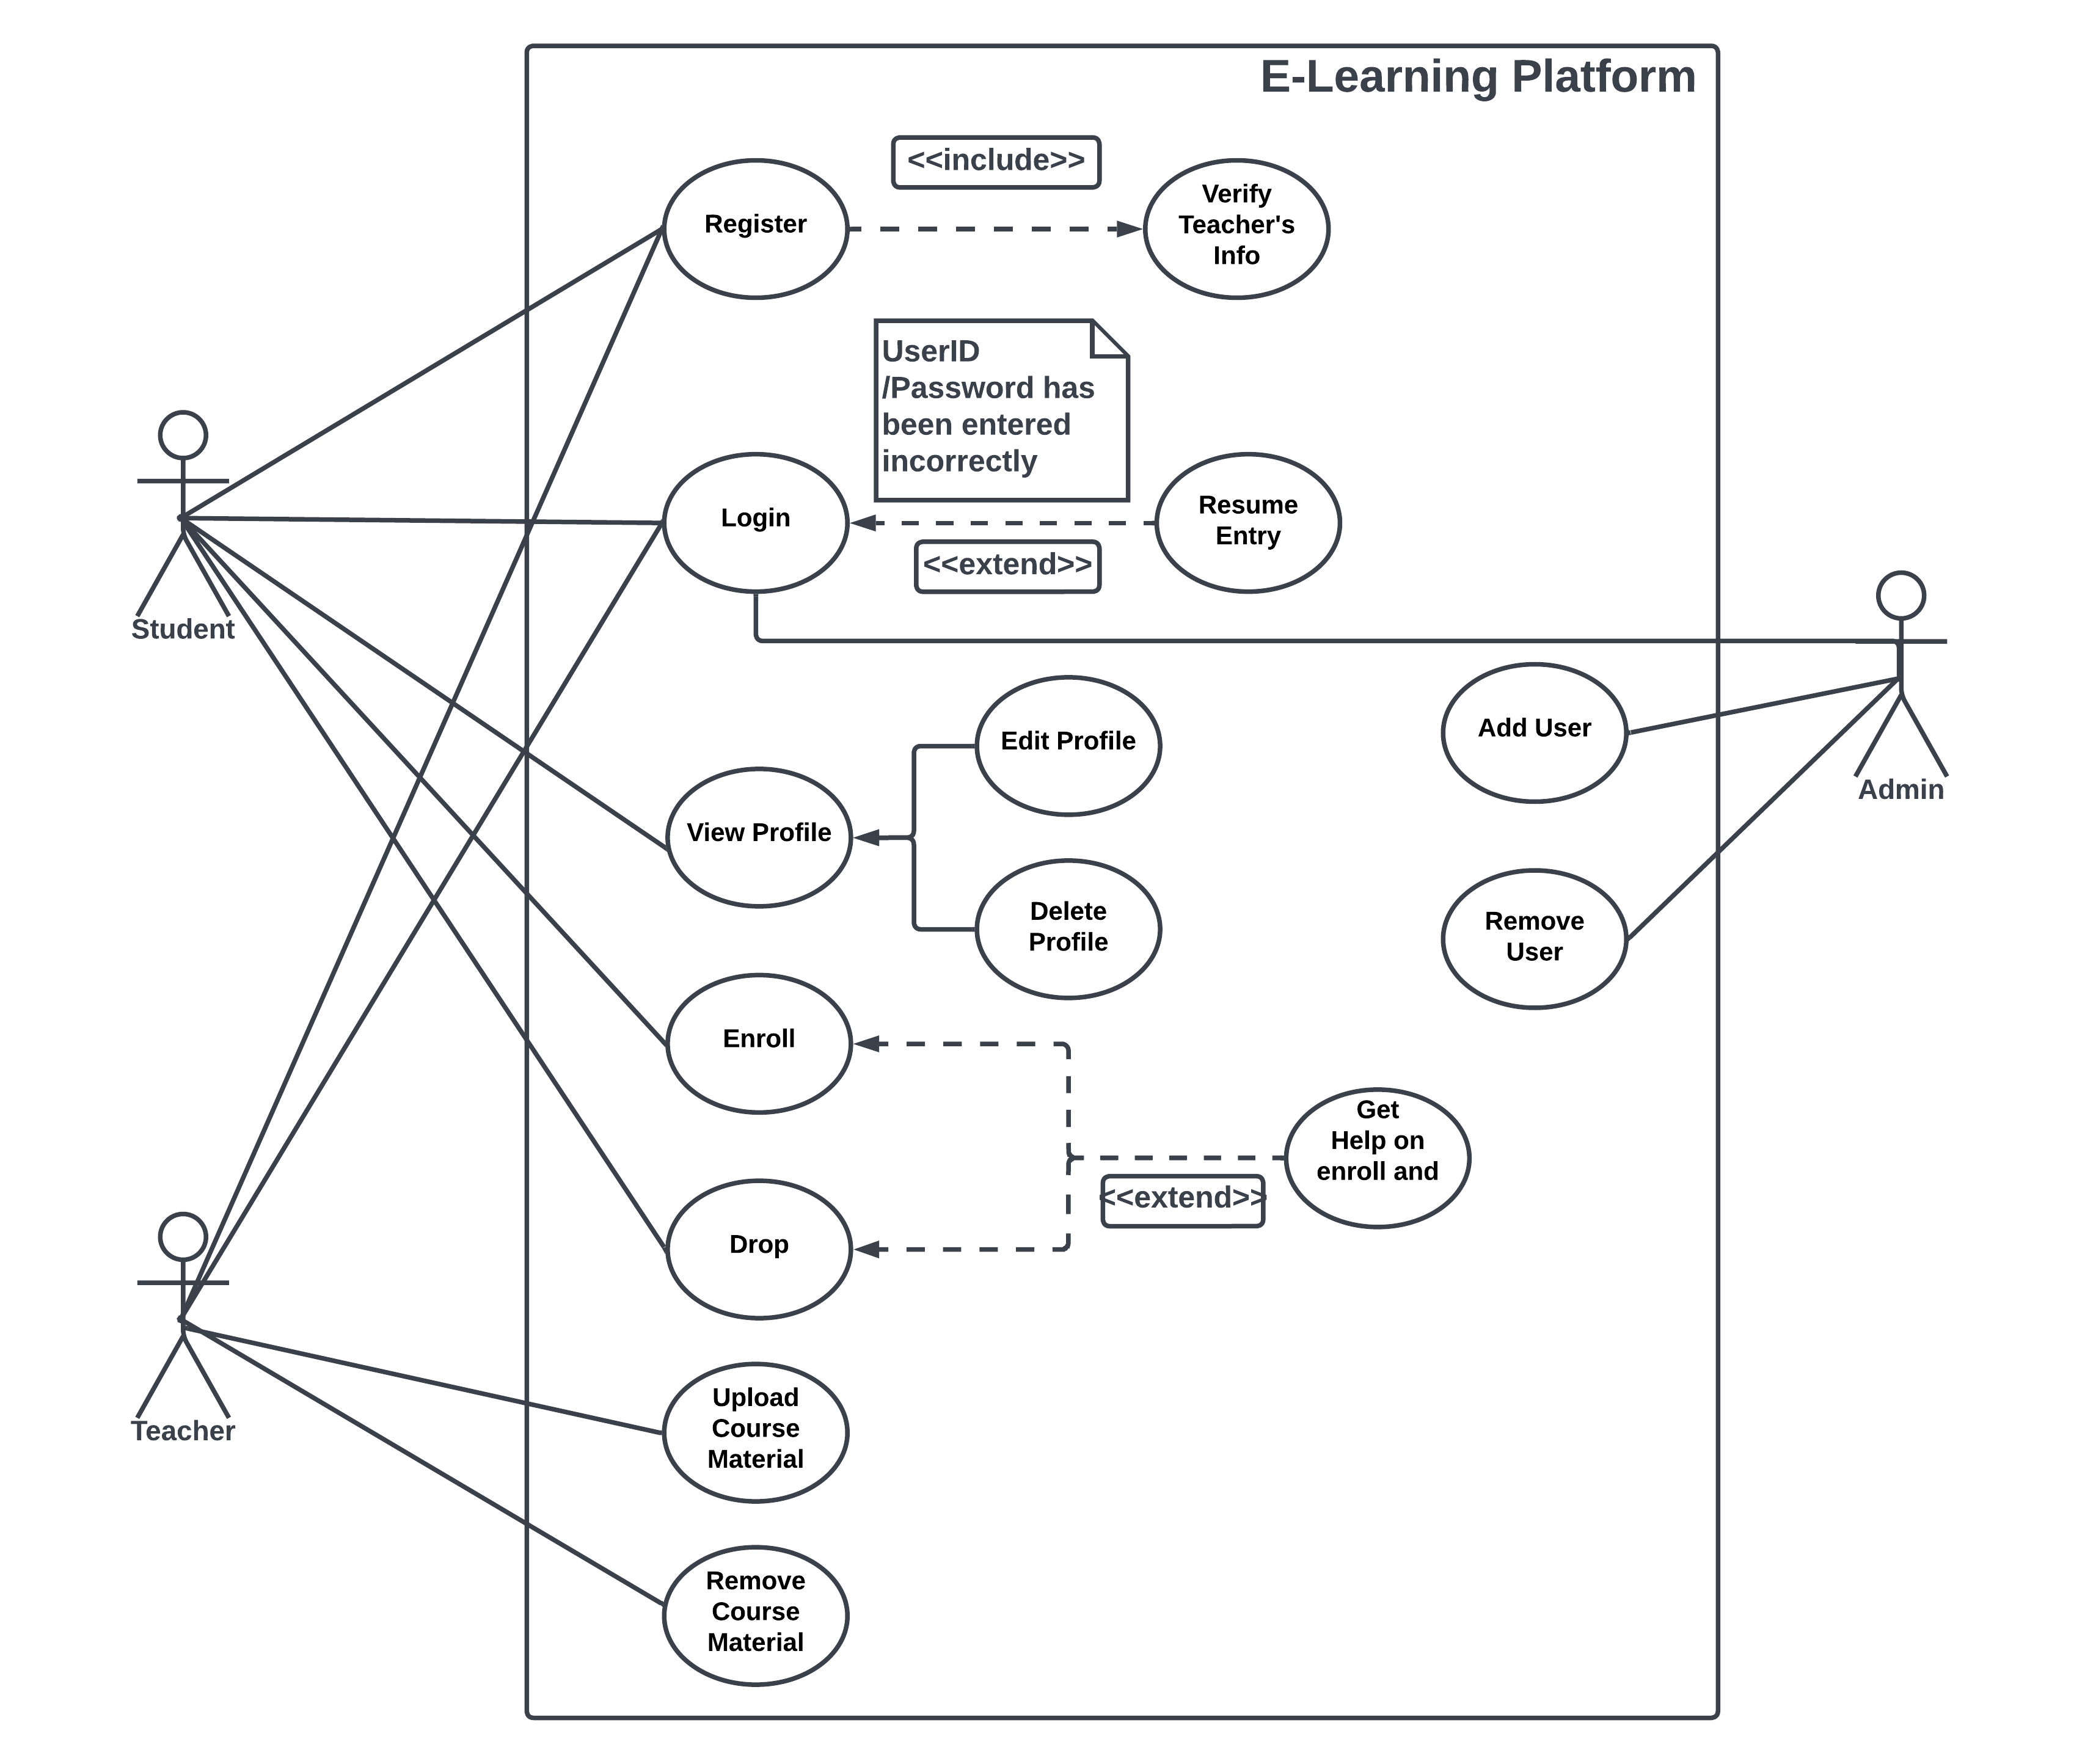 E-Learning Platform
<<include>>
Register
Verify
Teacher's
Info
UserID
/Password has
been entered
incorrectly
Login
Resume
Entry
<<extend>>
Student
Edit Profile
Add User
Admin
View Profile
Delete
Profile
Remove
User
Enroll
Get
Help on
enroll and
<<extend>>
Drop
Upload
Course
Material
Teacher
Remove
Course
Material